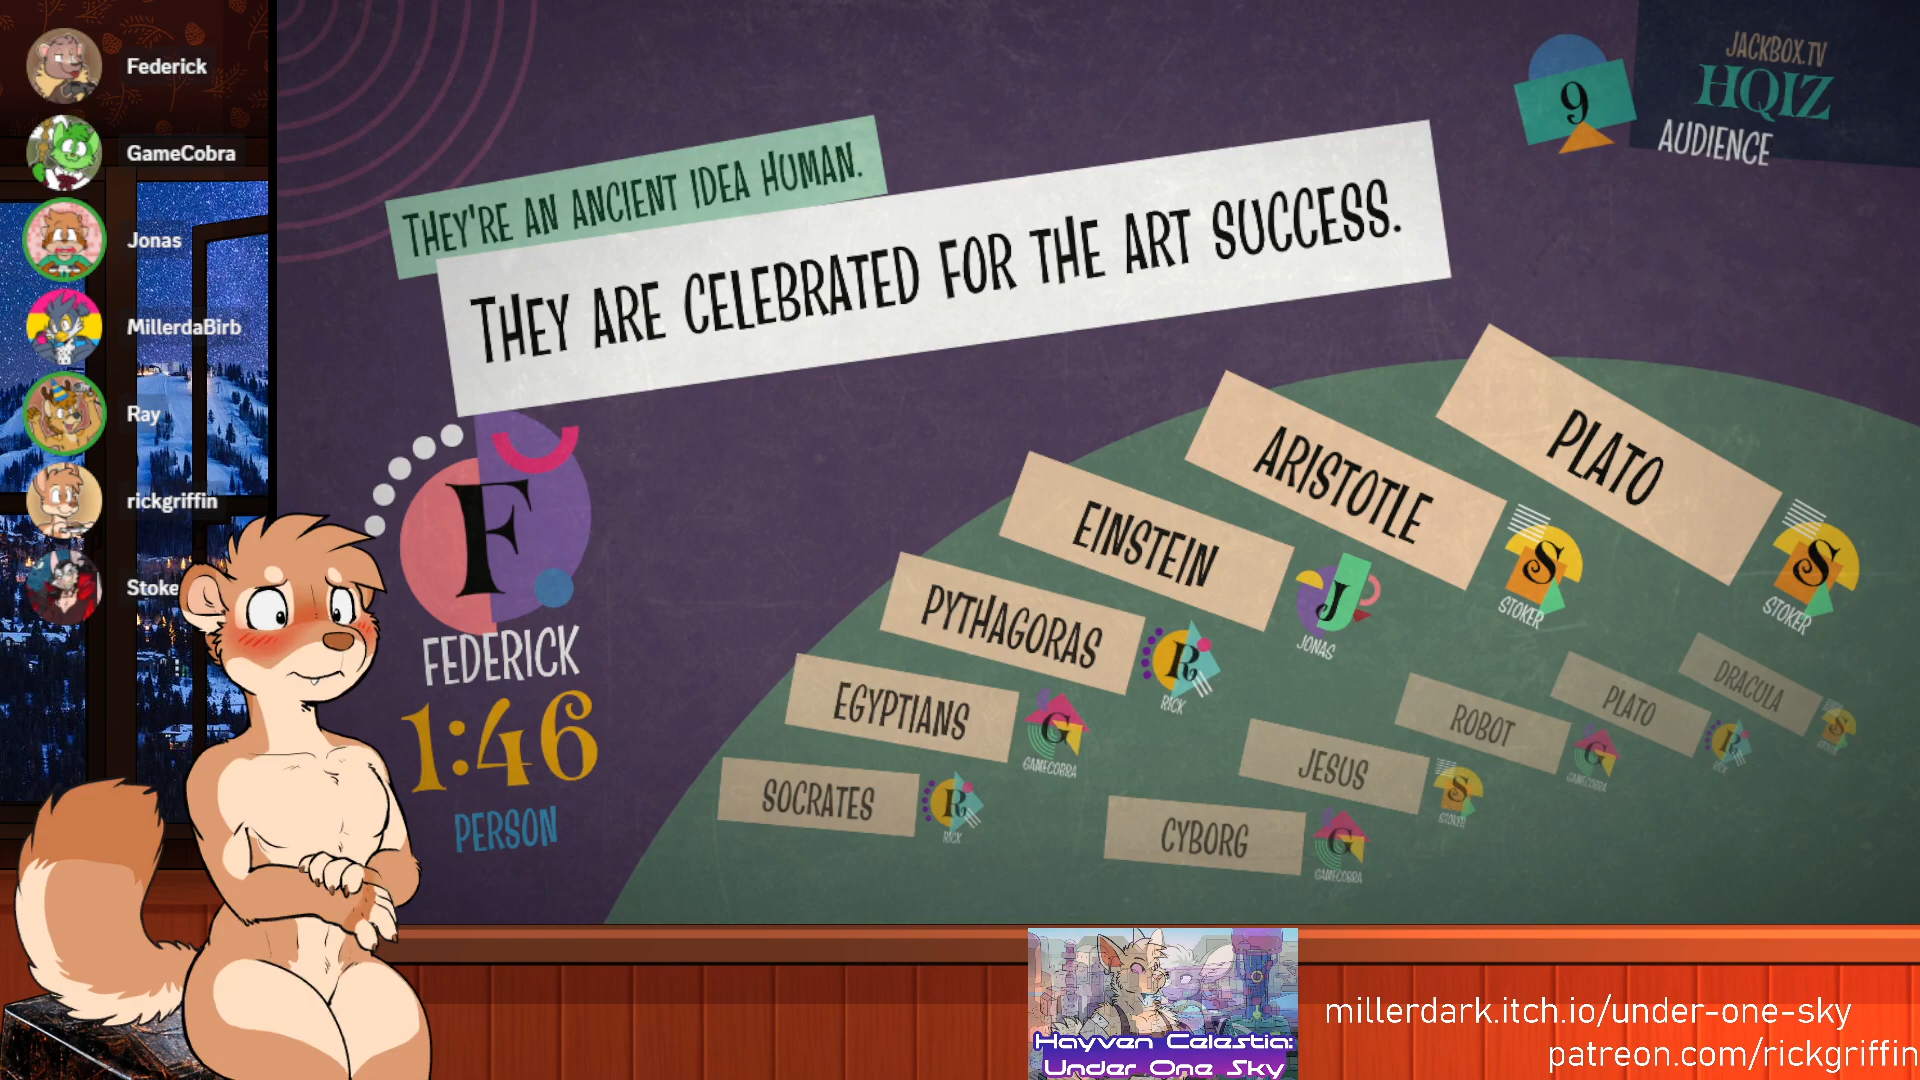 Federick
GameCobra
Jonas
MillerdaBirb
Ray
rickgriffin
Stoke
JACKBOX.TV
HQIZ
AUDIENCE
9
THEY'RE AN ANCIENT IDEA HUMAN.
THEY ARE CELEBRATED FOR THE ART SUCCESS.
F
FEDERICK
1:46
PERSON
PLATO
S
STOKER
ARISTOTLE
S
STOKER
EINSTEIN
J
JONAS
PYTHAGORAS
R
RICK
EGYPTIANS
G
GAMECOBRA
SOCRATES
R
RICK
DRACULA
S
STOKER
PLATO
R
RICK
ROBOT
G
GAMECOBRA
JESUS
S
STOKER
CYBORG
G
GAMECOBRA
Hayven Celestia:
Under One Sky
millerdark.itch.io/under-one-sky
patreon.com/rickgriffin